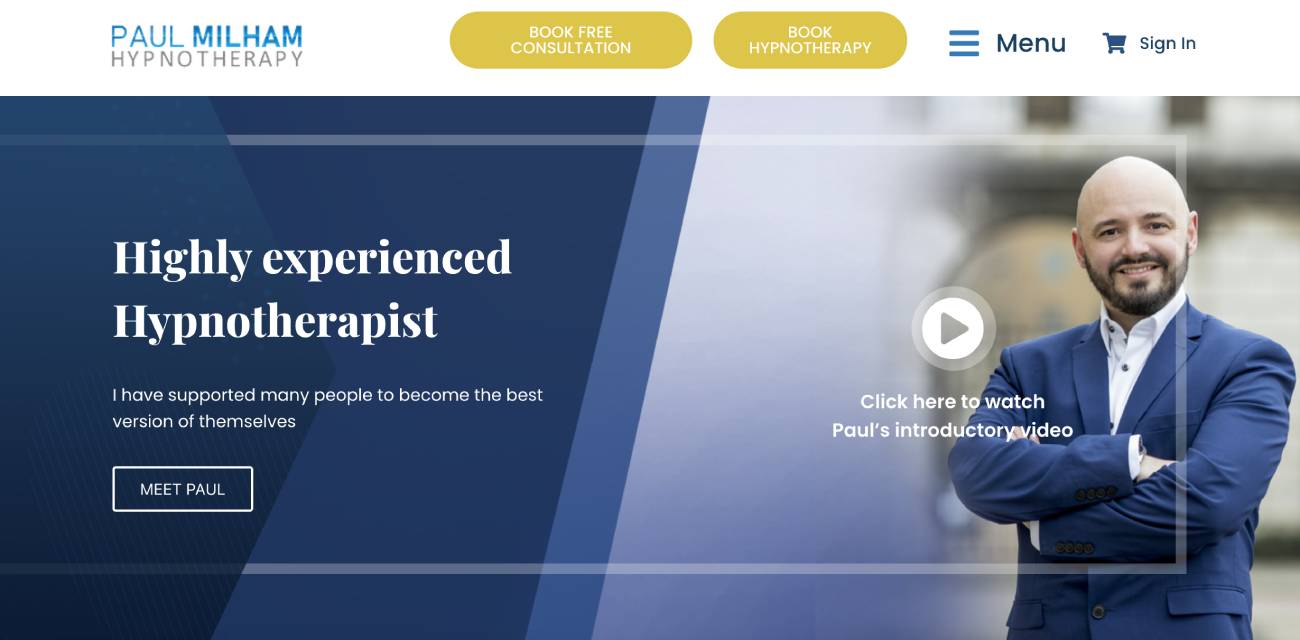 PAUL MILHAM
HYPNOTHERAPY
BOOK FREE
CONSULTATION
BOOK
HYPNOTHERAPY
Menu
Sign In
Highly experienced
Hypnotherapist
I have supported many people to become the best
version of themselves
MEET PAUL
Click here to watch
Paul’s introductory video